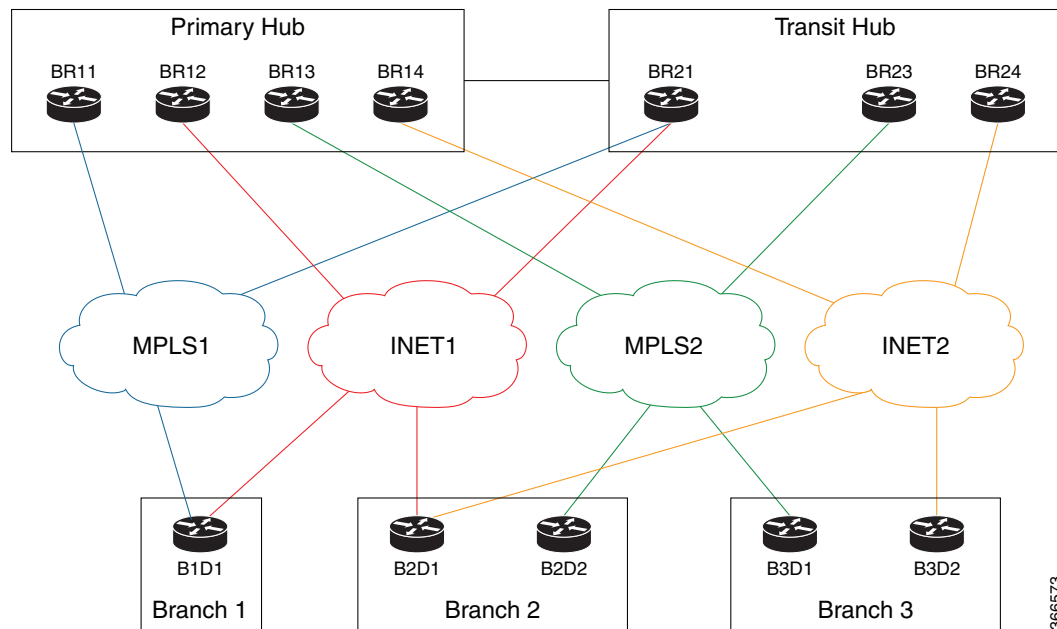 Primary Hub
Transit Hub
BR11
BR12
BR13
BR14
BR21
BR23
BR24
MPLS1
INET1
MPLS2
INET2
B1D1
B2D1
B2D2
B3D1
B3D2
Branch 1
Branch 2
Branch 3
366573